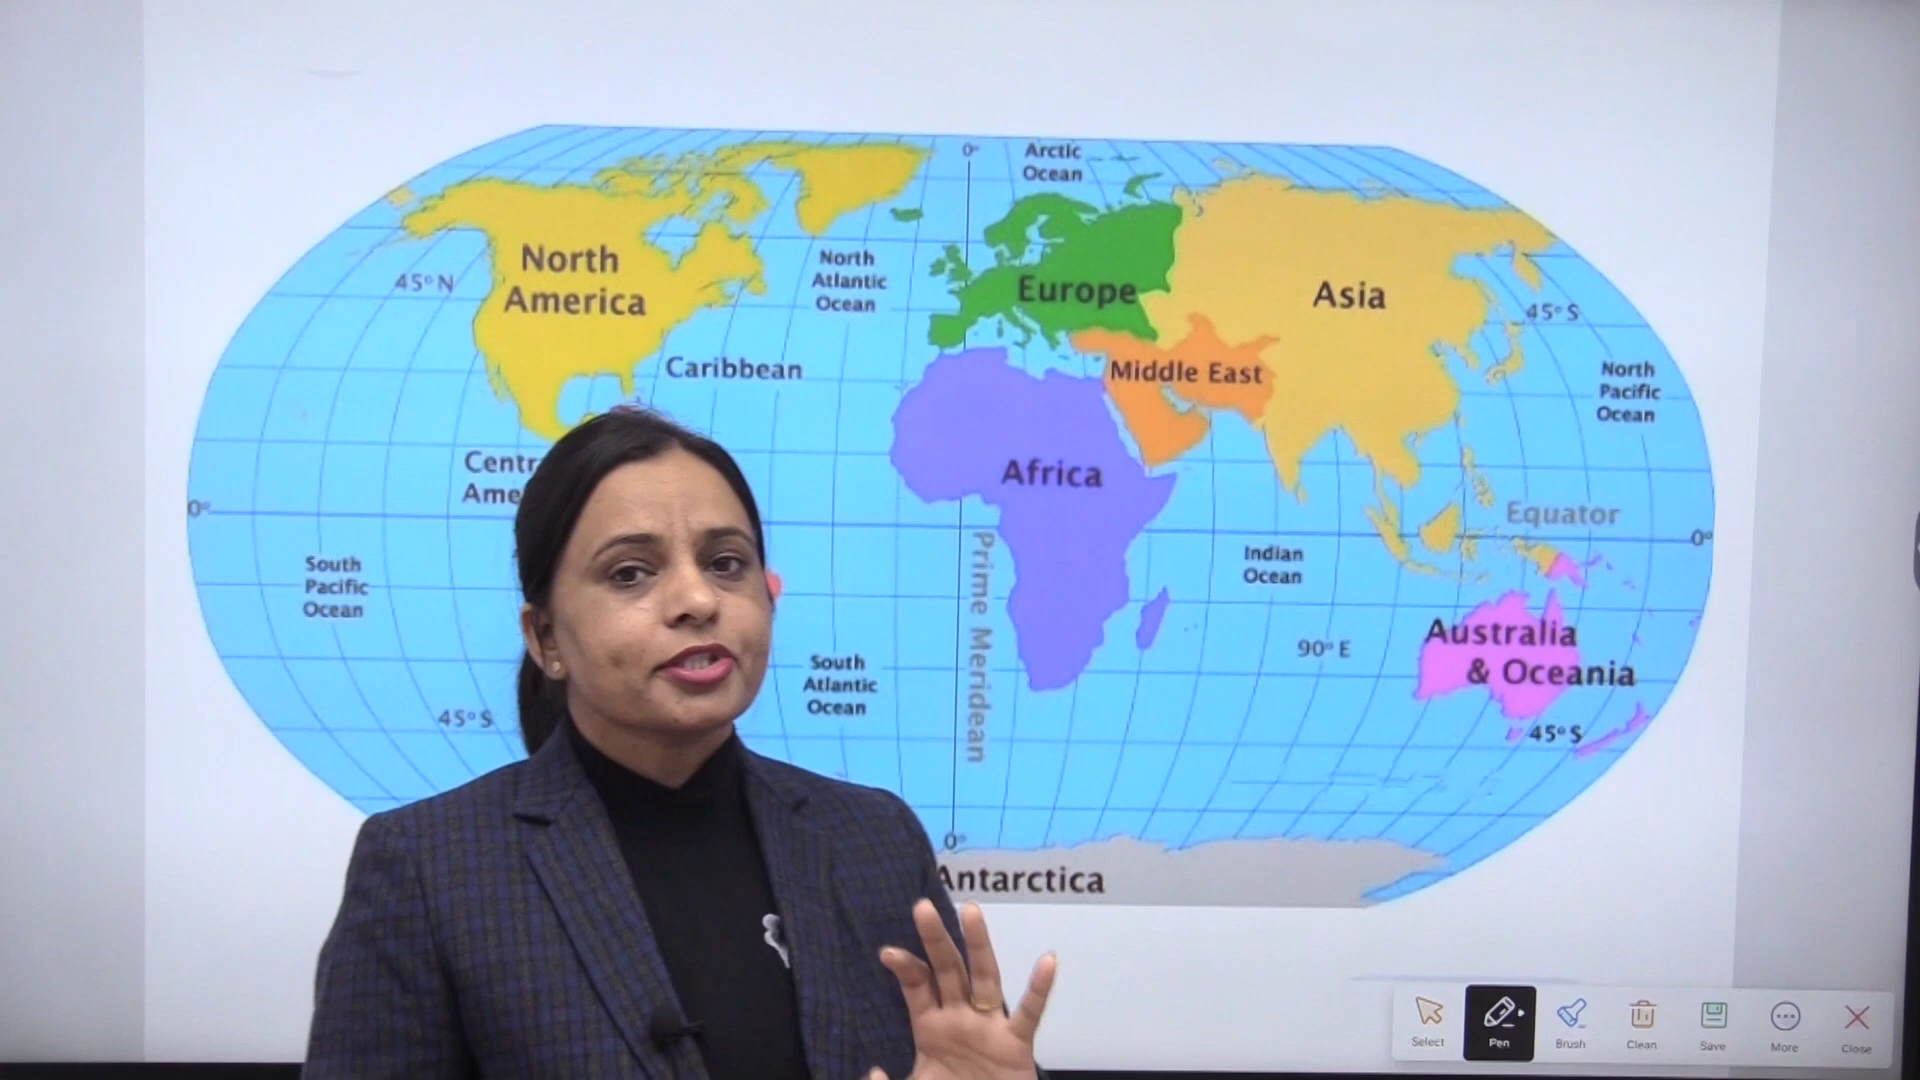 0°
Arctic
Ocean
North
America
45° N
North
Atlantic
Ocean
Europe
Asia
45° S
Caribbean
Middle East
North
Pacific
Ocean
Centr
Ame
Africa
Equator
0°
0°
South
Pacific
Ocean
Prime Meridean
Indian
Ocean
Australia
& Oceania
90° E
South
Atlantic
Ocean
45° S
45° S
0°
Antarctica
Select
Pen
Brush
Clean
Save
More
Close